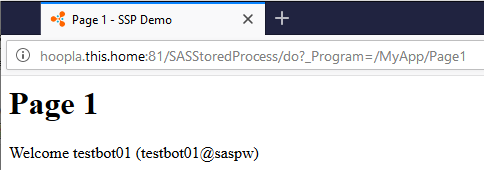 Page 1 - SSP Demo
hoopla.this.home:81/SASStoredProcess/do?_Program=/MyApp/Page1
Page 1
Welcome testbot01 (testbot01@saspw)